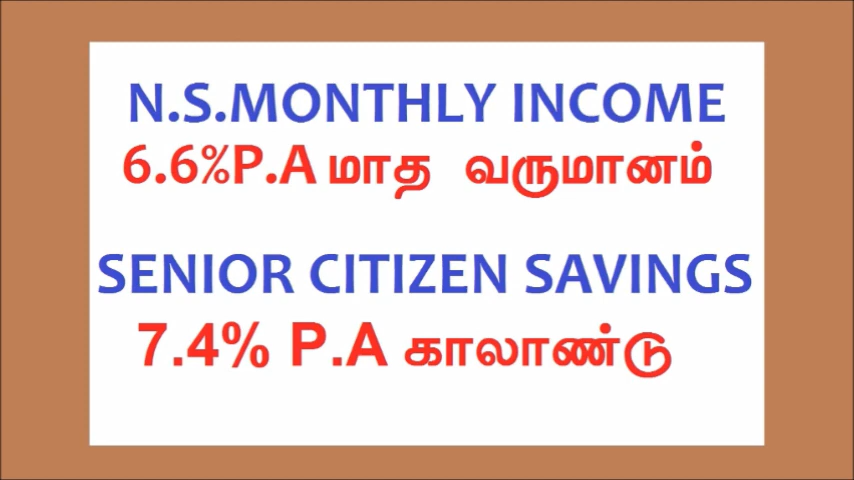 N.S.MONTHLY INCOME
6.6%P.A மாத வருமானம்
SENIOR CITIZEN SAVINGS
7.4% P.A காலாண்டு